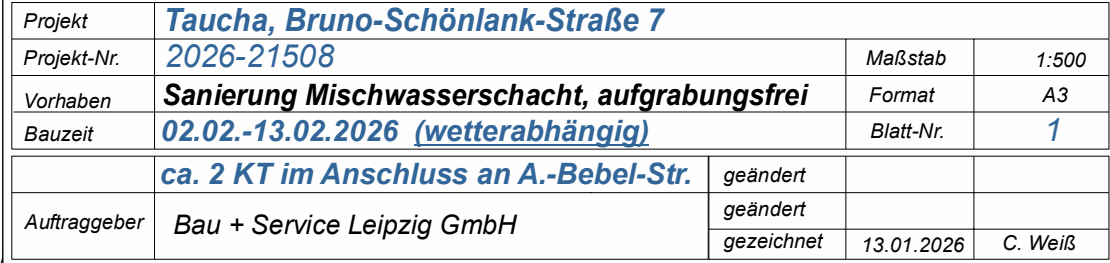 Projekt Taucha, Bruno-Schönlank-Straße 7
Projekt-Nr. 2026-21508 Maßstab 1:500
Vorhaben Sanierung Mischwasserschacht, aufgrabungsfrei Format A3
Bauzeit 02.02.-13.02.2026 (wetterabhängig) Blatt-Nr. 1
ca. 2 KT im Anschluss an A.-Bebel-Str. geändert
geändert
Auftraggeber Bau + Service Leipzig GmbH
gezeichnet 13.01.2026 C. Weiß